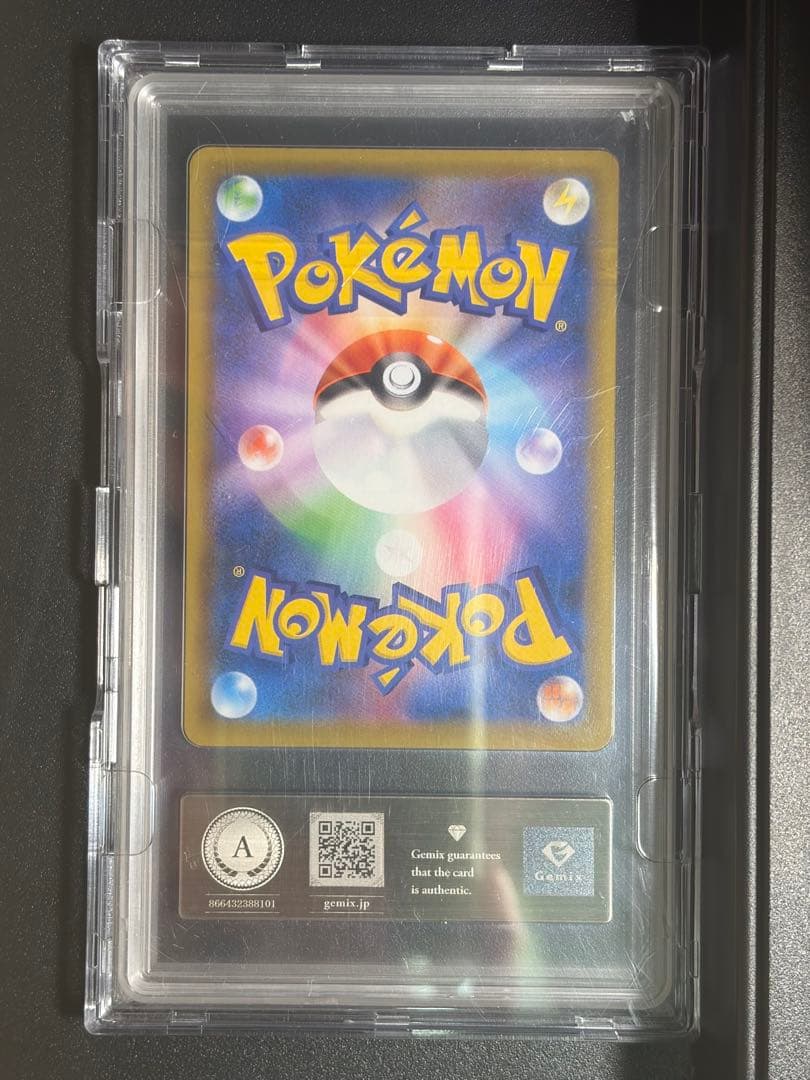 POKéMON
®
®
POKéMON
A
866432388101
gemix.jp
Gemix guarantees
that the card
is authentic.
Gemix